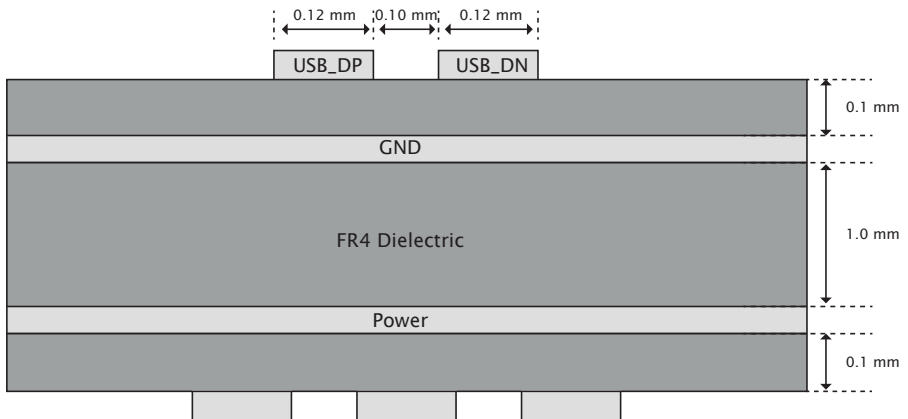 0.12 mm 0.10 mm 0.12 mm
USB_DP USB_DN
0.1 mm
GND
1.0 mm
FR4 Dielectric
Power
0.1 mm